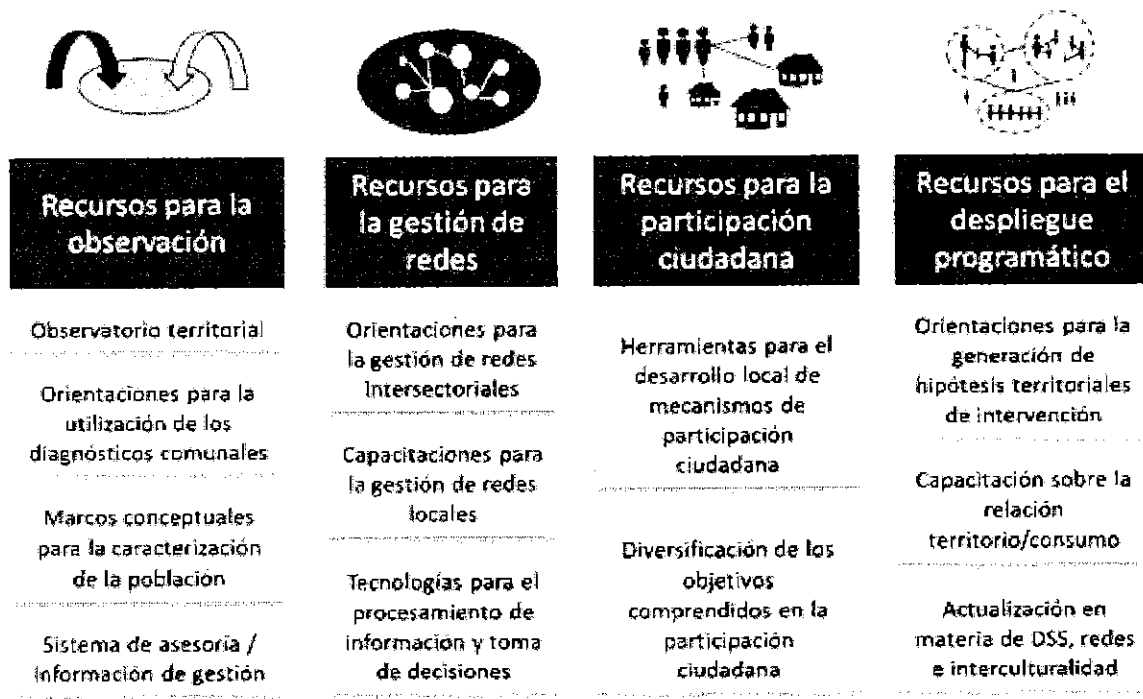 Recursos para la
observación
Observatorio territorial
Orientaciones para la
utilización de los
diagnósticos comunales
Marcos conceptuales
para la caracterización
de la población
Sistema de asesoría /
información de gestión
Recursos para
la gestión de
redes
Orientaciones para
la gestión de redes
Intersectoriales
Capacitaciones para
la gestión de redes
locales
Tecnologías para el
procesamiento de
información y toma
de decisiones
Recursos para la
participación
ciudadana
Herramientas para el
desarrollo local de
mecanismos de
participación
ciudadana
Diversificación de los
objetivos
comprendidos en la
participación
ciudadana
Recursos para el
despliegue
programático
Orientaciones para la
generación de
hipótesis territoriales
de intervención
Capacitación sobre la
relación
territorio/consumo
Actualización en
materia de DSS, redes
e interculturalidad